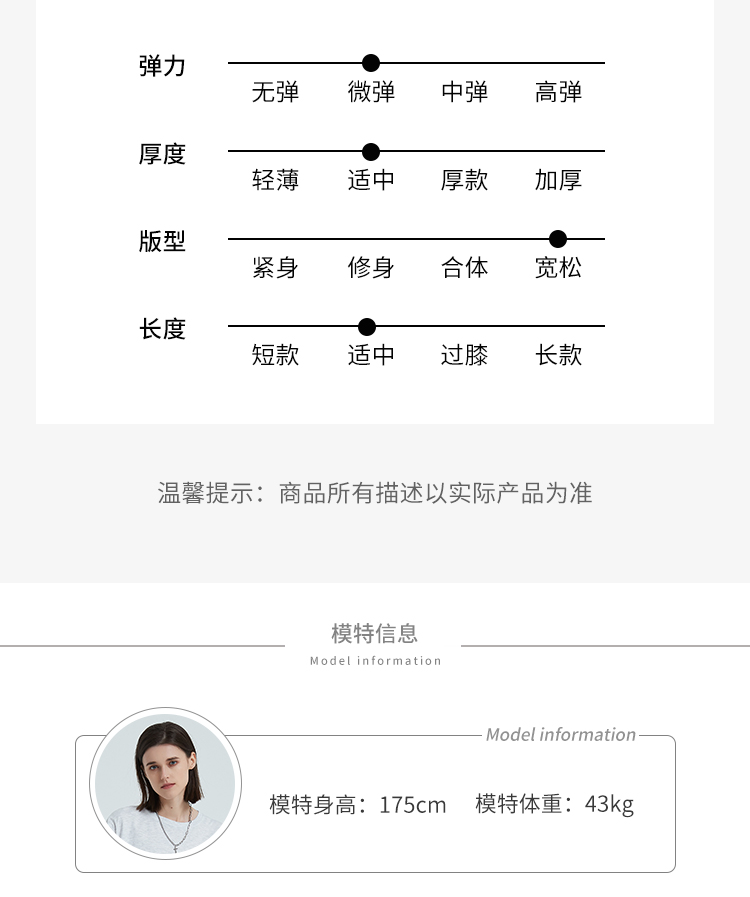 弹力
无弹 微弹 中弹 高弹
厚度
轻薄 适中 厚款 加厚
版型
紧身 修身 合体 宽松
长度
短款 适中 过膝 长款
温馨提示：商品所有描述以实际产品为准
模特信息
Model information
Model information
模特身高：175cm 模特体重：43kg